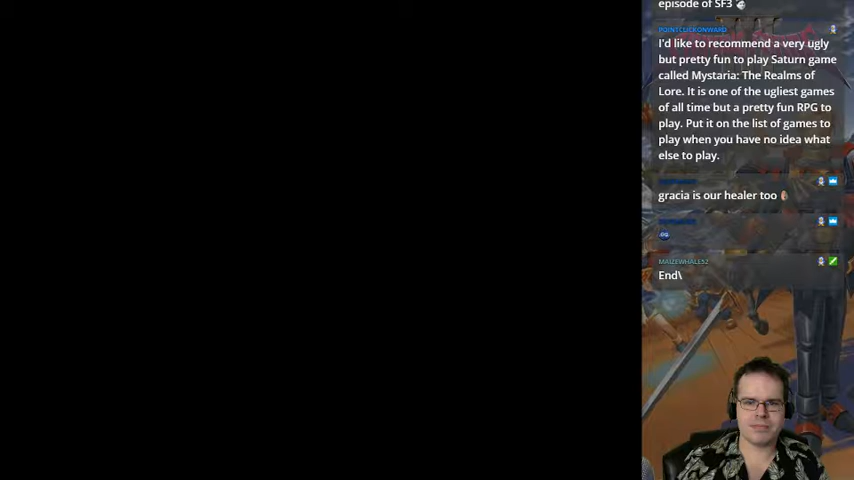 episode of SF3
POINTCLICKONWARD
I'd like to recommend a very ugly
but pretty fun to play Saturn game
called Mystaria: The Realms of
Lore. It is one of the ugliest games
of all time but a pretty fun RPG to
play. Put it on the list of games to
play when you have no idea what
else to play.
gracia is our healer too
MAIZEWHALE52
End\